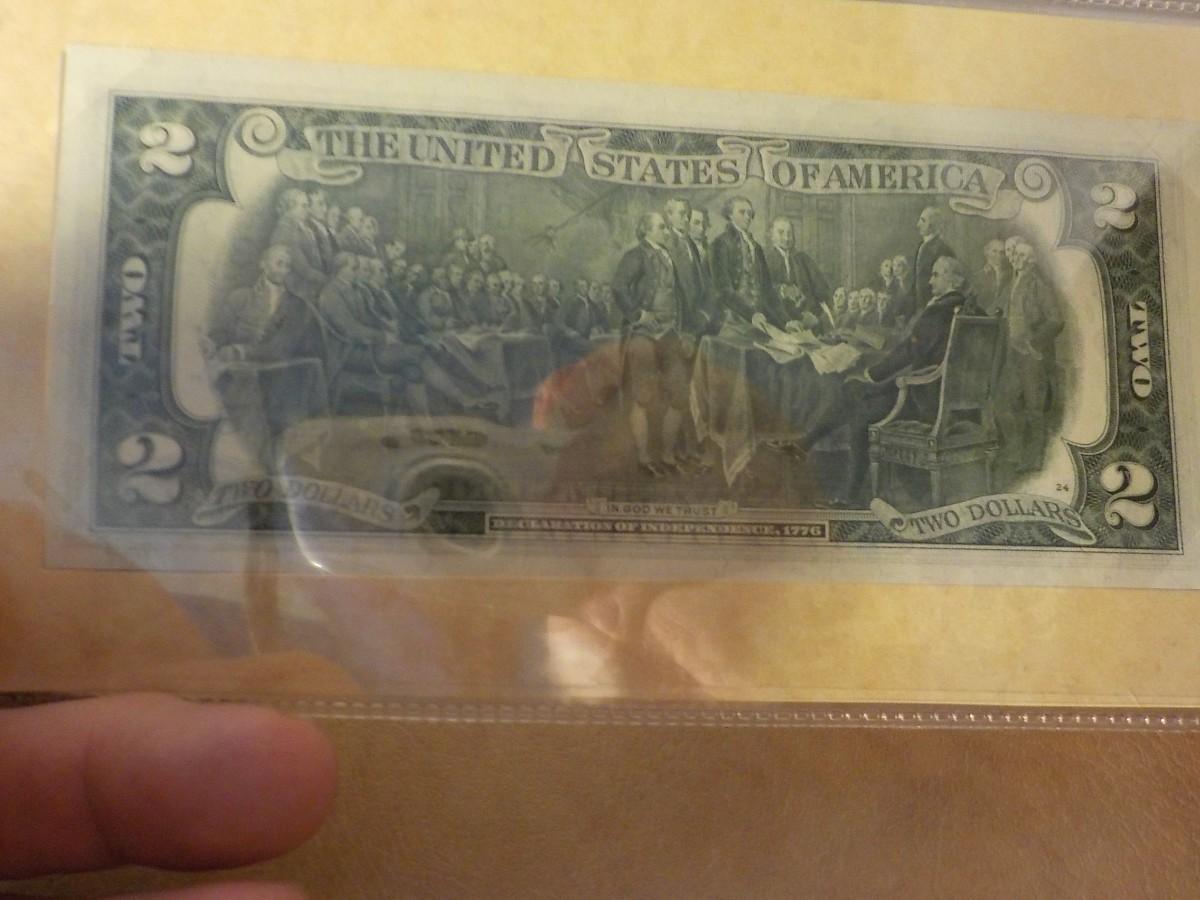 2 THE UNITED STATES OF AMERICA 2
TWO TWO
2 TWO DOLLARS IN GOD WE TRUST 24 2
DECLARATION OF INDEPENDENCE, 1776 TWO DOLLARS